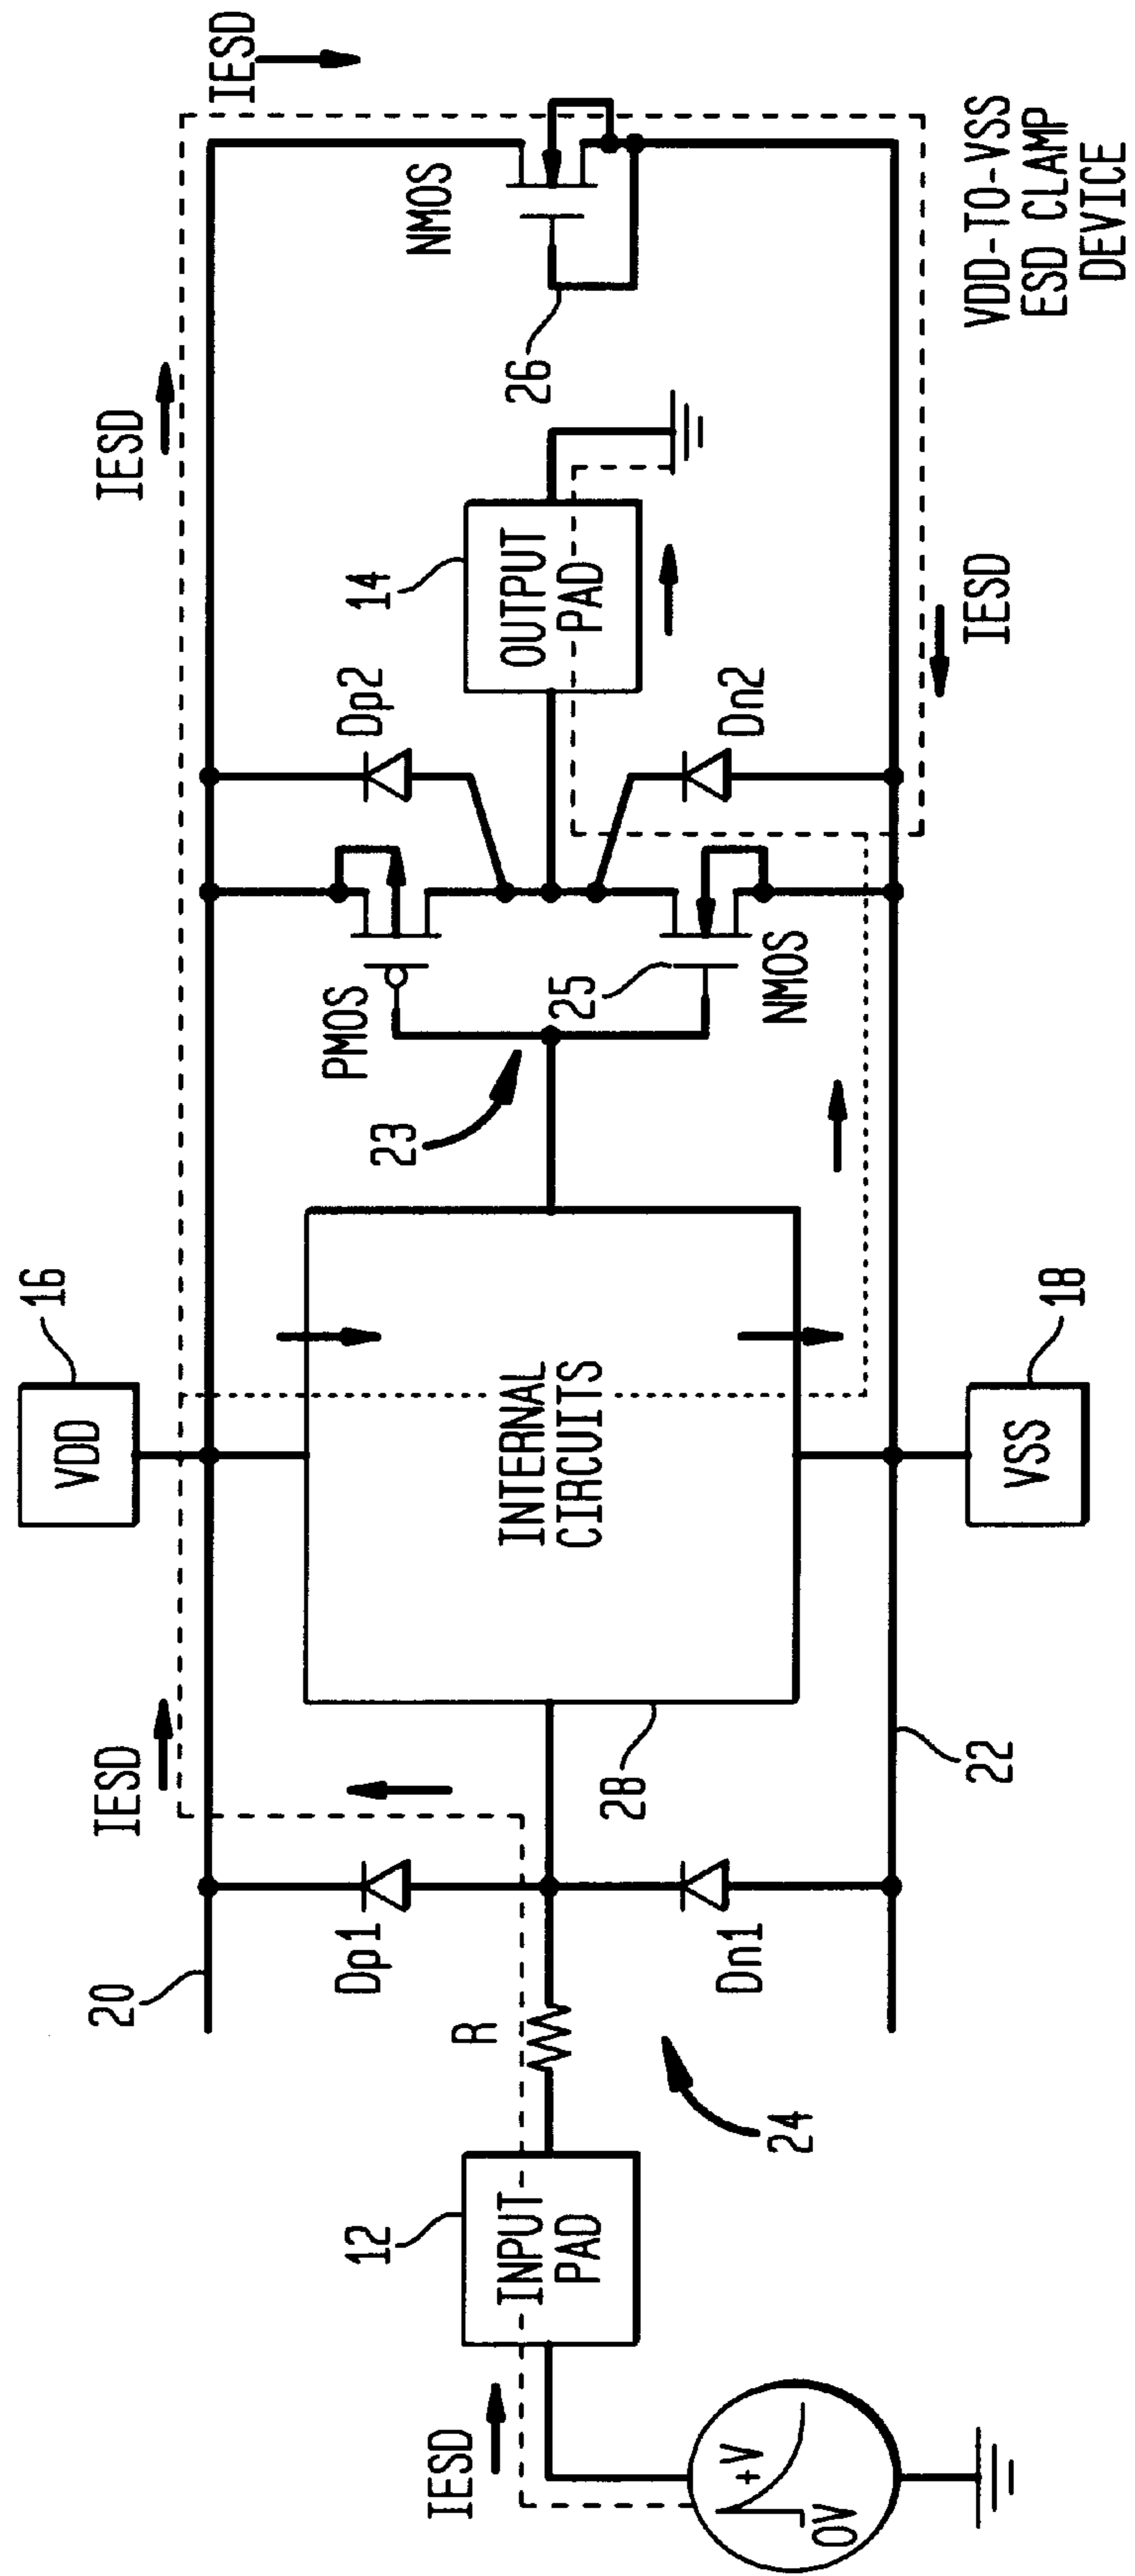 IESD
IESD
IESD
IESD
IESD
VDD
16
20
Dp1
R
INPUT
PAD
12
24
+V
0V
Dn1
INTERNAL
CIRCUITS
28
22
VSS
18
23
PMOS
25
NMOS
Dp2
Dn2
14
OUTPUT
PAD
NMOS
26
VDD-TO-VSS
ESD CLAMP
DEVICE